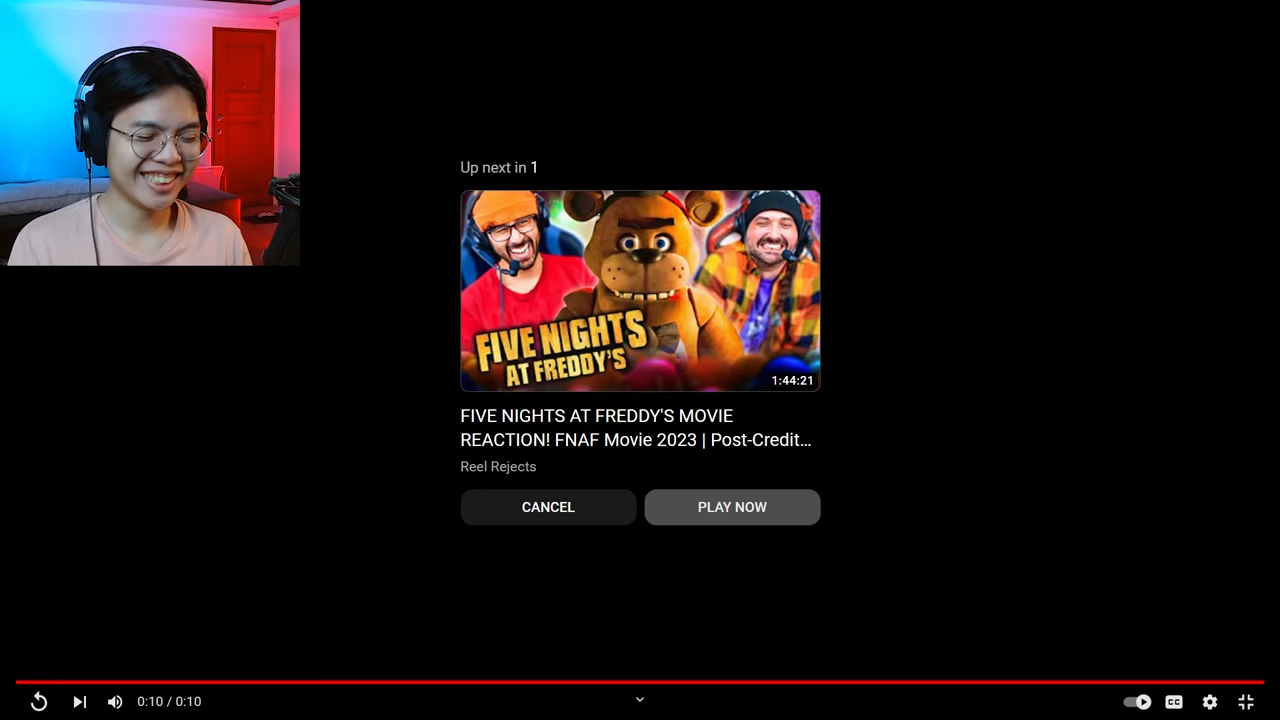 Up next in 1
FIVE NIGHTS
AT FREDDY'S
1:44:21
FIVE NIGHTS AT FREDDY'S MOVIE
REACTION! FNAF Movie 2023 | Post-Credit...
Reel Rejects
CANCEL
PLAY NOW
0:10 / 0:10
CC